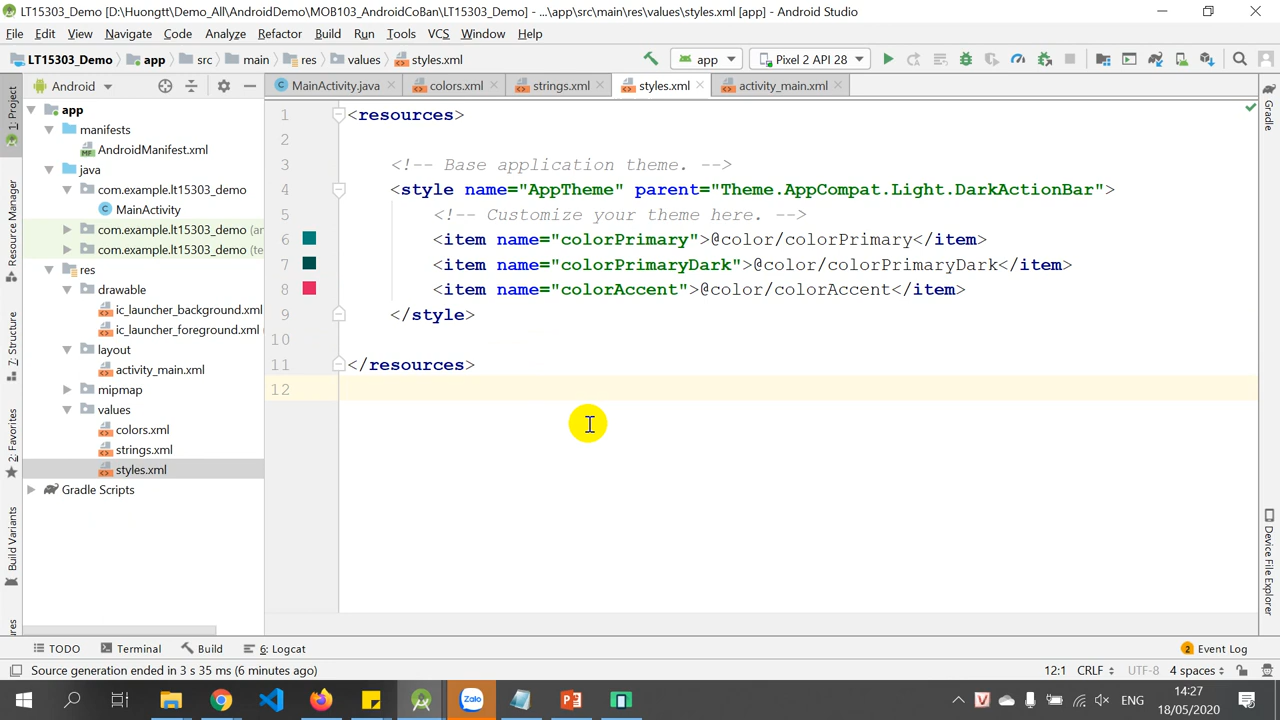 LT15303_Demo [D:\Huongtt\Demo_All\AndroidDemo\MOB103_AndroidCoBan\LT15303_Demo] - ...\app\src\main\res\values\styles.xml [app] - Android Studio
File Edit View Navigate Code Analyze Refactor Build Run Tools VCS Window Help
LT15303_Demo app src main res values styles.xml app Pixel 2 API 28
Android MainActivity.java colors.xml strings.xml styles.xml activity_main.xml
1: Project
Resource Manager
Z: Structure
2: Favorites
Build Variants
app
manifests
AndroidManifest.xml
java
com.example.lt15303_demo
MainActivity
com.example.lt15303_demo (ar
com.example.lt15303_demo (te
res
drawable
ic_launcher_background.xml
ic_launcher_foreground.xml
layout
activity_main.xml
mipmap
values
colors.xml
strings.xml
styles.xml
Gradle Scripts
1 <resources>
2
3 <!-- Base application theme. -->
4 <style name="AppTheme" parent="Theme.AppCompat.Light.DarkActionBar">
5 <!-- Customize your theme here. -->
6 <item name="colorPrimary">@color/colorPrimary</item>
7 <item name="colorPrimaryDark">@color/colorPrimaryDark</item>
8 <item name="colorAccent">@color/colorAccent</item>
9 </style>
10
11 </resources>
12
Gradle
Device File Explorer
TODO Terminal Build 6: Logcat 2 Event Log
Source generation ended in 3 s 35 ms (6 minutes ago) 12:1 CRLF UTF-8 4 spaces
Zalo V ENG 14:27
18/05/2020